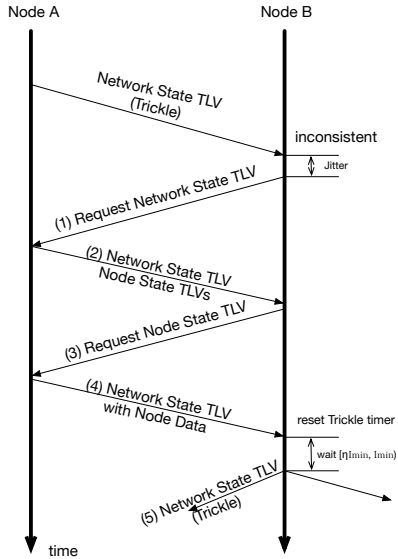 Node A
Node B
Network State TLV
(Trickle)
inconsistent
Jitter
(1) Request Network State TLV
(2) Network State TLV
Node State TLVs
(3) Request Node State TLV
(4) Network State TLV
with Node Data
reset Trickle timer
wait [ηImin, Imin]
(5) Network State TLV
(Trickle)
time